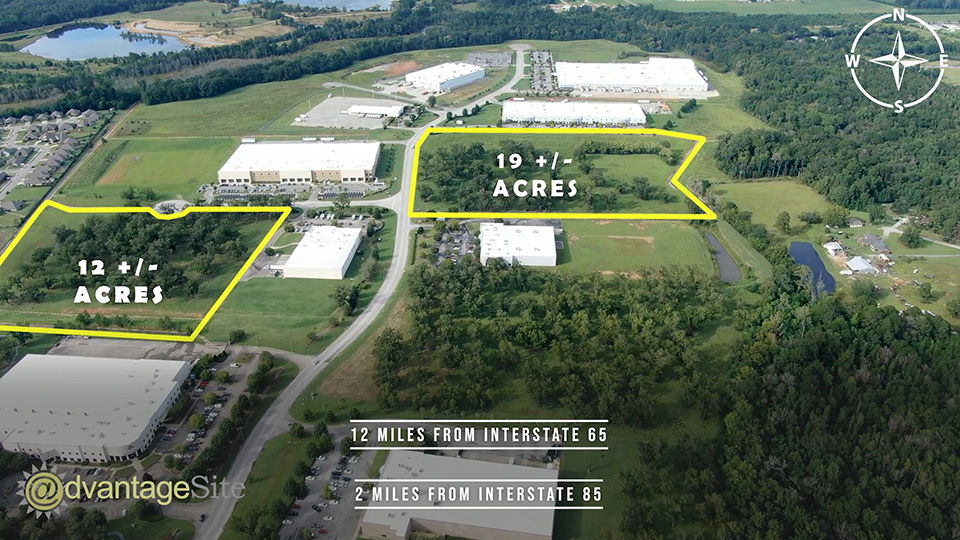 N
W E
S
19 +/-
ACRES
12 +/-
ACRES
12 MILES FROM INTERSTATE 65
2 MILES FROM INTERSTATE 85
@dvantageSite